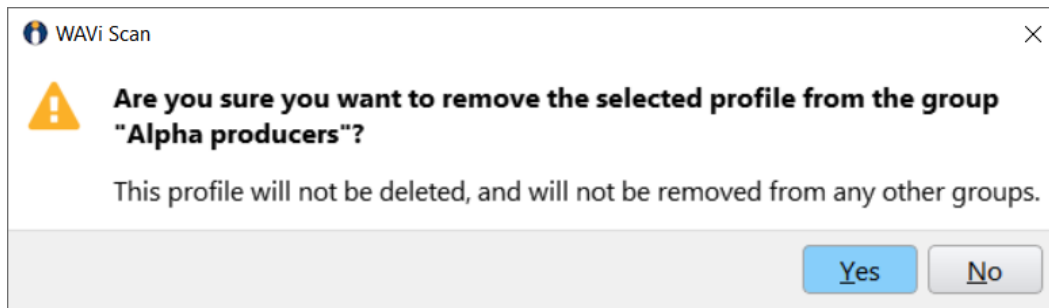 WAVi Scan
Are you sure you want to remove the selected profile from the group
"Alpha producers"?
This profile will not be deleted, and will not be removed from any other groups.
Yes
No